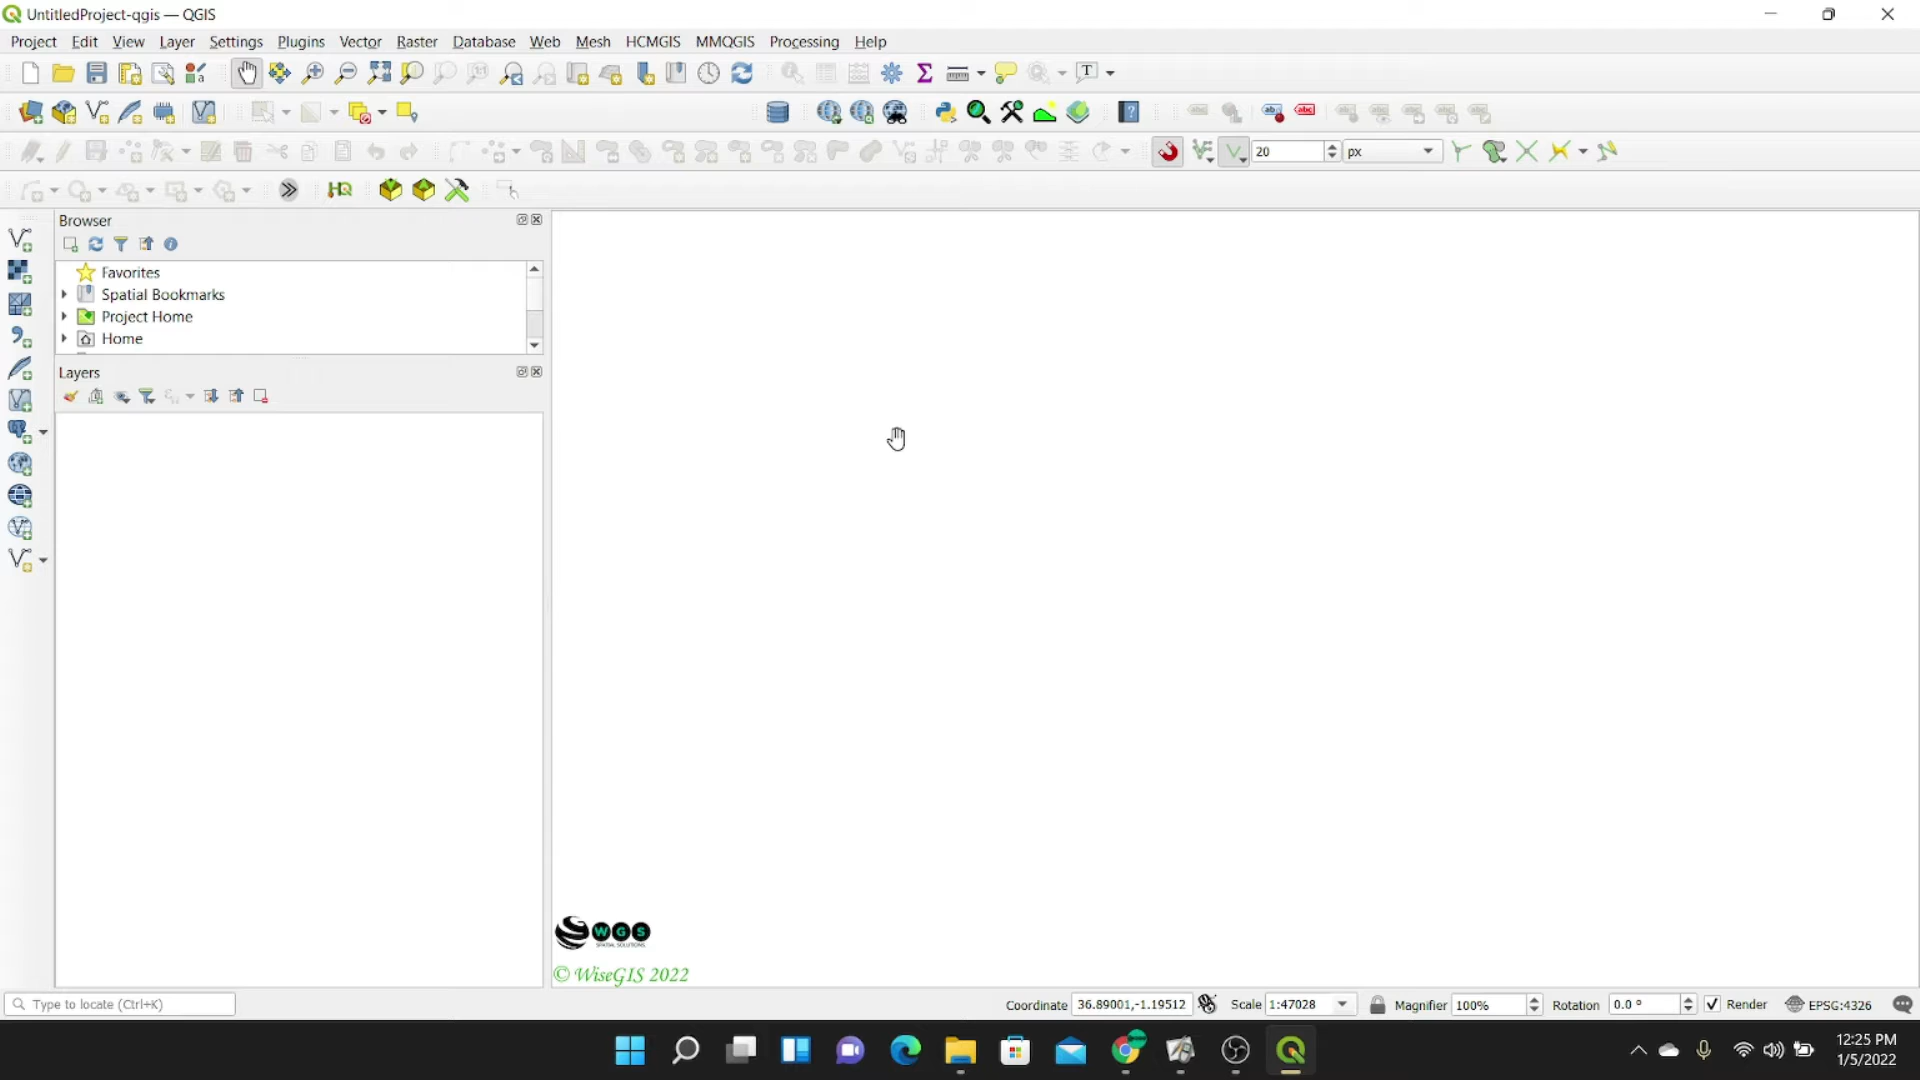 UntitledProject-qgis — QGIS
Project Edit View Layer Settings Plugins Vector Raster Database Web Mesh HCMGIS MMQGIS Processing Help
20 px
Browser
Favorites
Spatial Bookmarks
Project Home
Home
Layers
WGS
SPATIAL SOLUTIONS
© WiseGIS 2022
Type to locate (Ctrl+K) Coordinate 36.89001,-1.19512 Scale 1:47028 Magnifier 100% Rotation 0.0 ° Render EPSG:4326
12:25 PM
1/5/2022